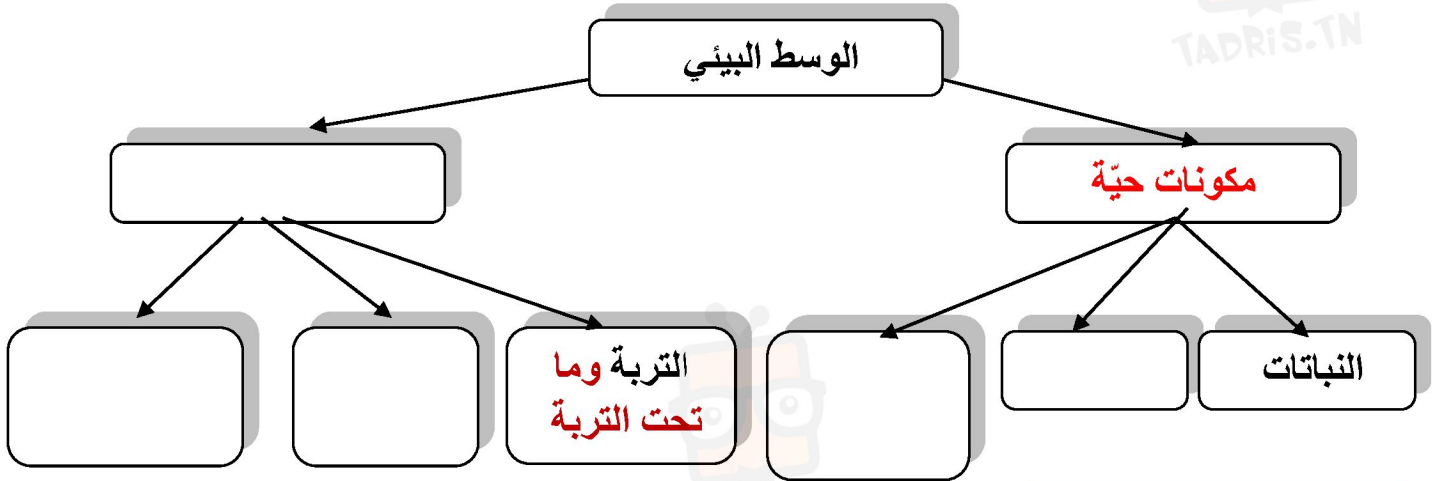 TADRIS.TN
الوسط البيئي
مكونات حيّة
النباتات
التربة وما
تحت التربة